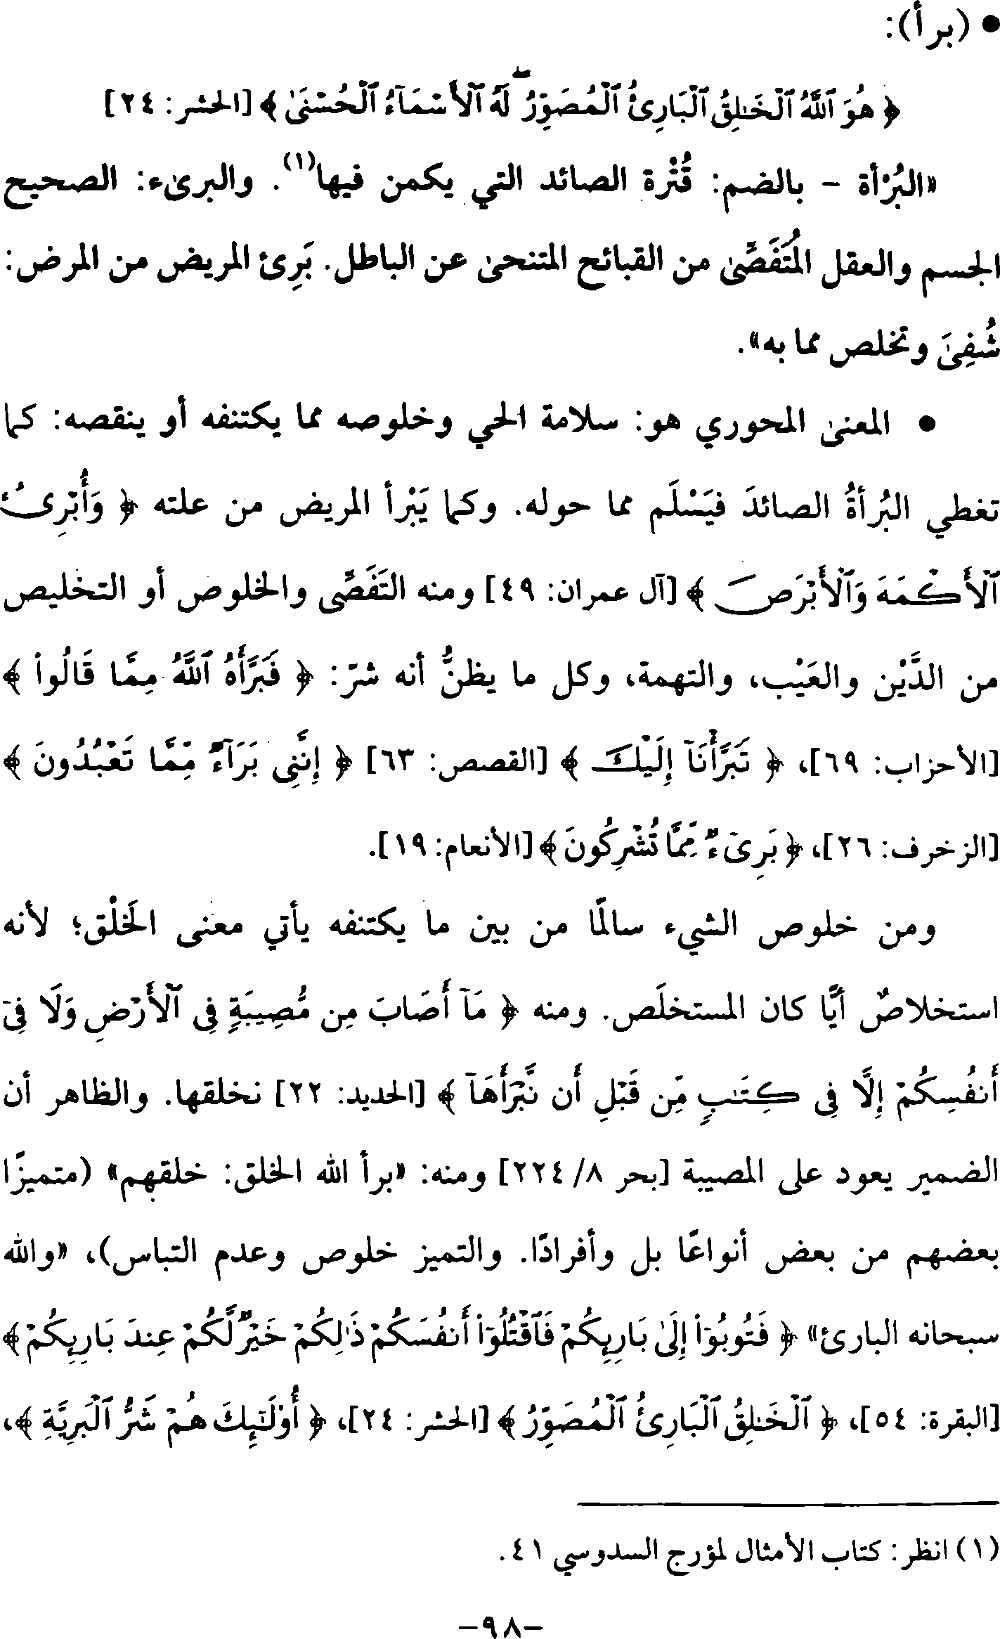 • (برأ):
﴿ هُوَ ٱللَّهُ ٱلْخَـٰلِقُ ٱلْبَارِئُ ٱلْمُصَوِّرُ ۖ لَهُ ٱلْأَسْمَآءُ ٱلْحُسْنَىٰ ﴾ [الحشر: ٢٤]
«البُرْأة – بالضم: قُتْرة الصائد التي يكمن فيها(١). والبرىء: الصحيح
الجسم والعقل المُتَفَصِّى من القبائح المتنحى عن الباطل. بَرِئ المريض من المرض:
شُفِىَ وتخلص مما به».
• المعنى المحوري هو: سلامة الحي وخلوصه مما يكتنفه أو ينقصه: كما
تغطي البُرأةُ الصائدَ فيَسْلَم مما حوله. وكما يَبْرأ المريض من علته ﴿ وَأُبْرِئُ
ٱلْأَكْمَهَ وَٱلْأَبْرَصَ ﴾ [آل عمران: ٤٩] ومنه التَفَصِّى والخلوص أو التخليص
من الدَّيْن والعَيْب، والتهمة، وكل ما يظنُّ أنه شرّ: ﴿ فَبَرَّأَهُ ٱللَّهُ مِمَّا قَالُوا۟ ﴾
[الأحزاب: ٦٩]، ﴿ تَبَرَّأْنَآ إِلَيْكَ ﴾ [القصص: ٦٣] ﴿ إِنَّنِى بَرَآءٌ مِّمَّا تَعْبُدُونَ ﴾
[الزخرف: ٢٦]، ﴿ بَرِىٓءٌ مِّمَّا تُشْرِكُونَ ﴾ [الأنعام: ١٩].
ومن خلوص الشيء سالمًا من بين ما يكتنفه يأتي معنى الخَلْق؛ لأنه
استخلاصٌ أيًّا كان المستخلَص. ومنه ﴿ مَآ أَصَابَ مِن مُّصِيبَةٍ فِى ٱلْأَرْضِ وَلَا فِىٓ
أَنفُسِكُمْ إِلَّا فِى كِتَـٰبٍ مِّن قَبْلِ أَن نَّبْرَأَهَآ ﴾ [الحديد: ٢٢] نخلقها. والظاهر أن
الضمير يعود على المصيبة [بحر ٨/ ٢٢٤] ومنه: «برأ الله الخلق: خلقهم» (متميزًا
بعضهم من بعض أنواعًا بل وأفرادًا. والتميز خلوص وعدم التباس)، «والله
سبحانه البارئ» ﴿ فَتُوبُوٓا۟ إِلَىٰ بَارِئِكُمْ فَٱقْتُلُوٓا۟ أَنفُسَكُمْ ذَٰلِكُمْ خَيْرٌ لَّكُمْ عِندَ بَارِئِكُمْ ﴾
[البقرة: ٥٤]، ﴿ ٱلْخَـٰلِقُ ٱلْبَارِئُ ٱلْمُصَوِّرُ ﴾ [الحشر: ٢٤]، ﴿ أُو۟لَـٰٓئِكَ هُمْ شَرُّ ٱلْبَرِيَّةِ ﴾،
(١) انظر: كتاب الأمثال لمؤرج السدوسي ٤١.
–٩٨–